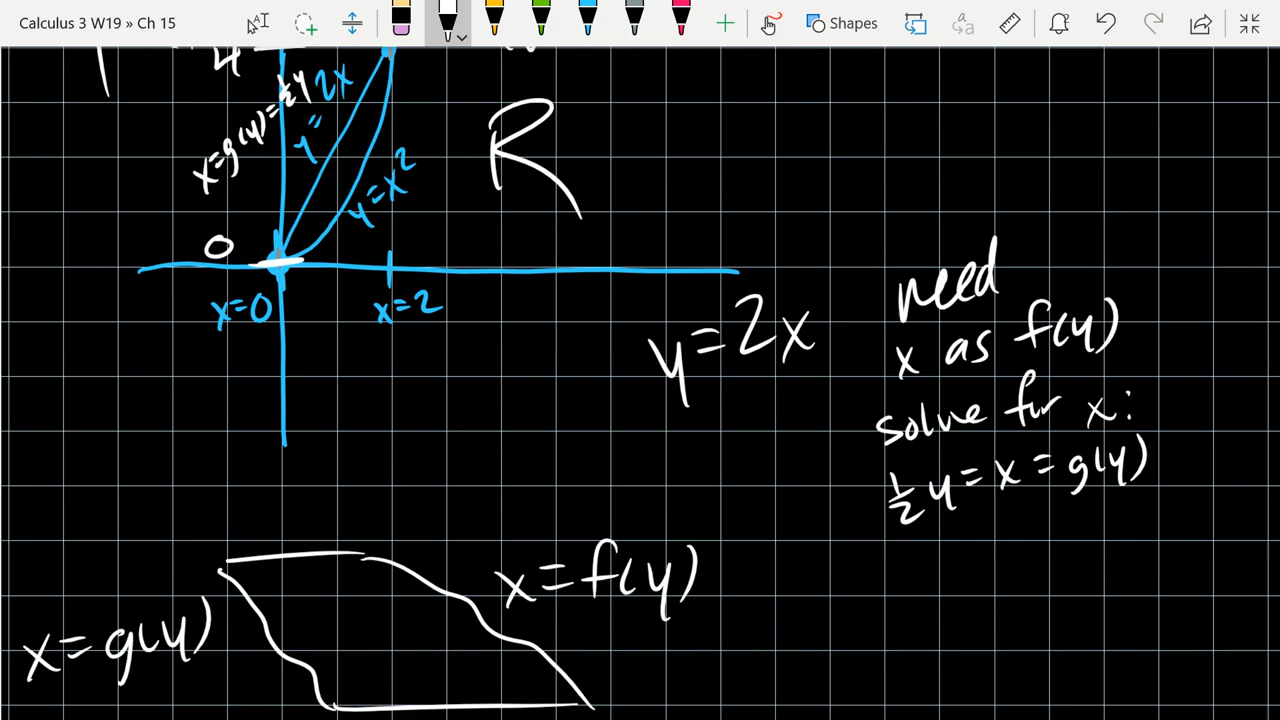 Calculus 3 W19 » Ch 15
Shapes
4
x=g(y)=½y
y=2x
y=x²
R
0
x=0
x=2
y=2x
need
x as f(y)
solve for x:
½y=x=g(y)
x=f(y)
x=g(y)